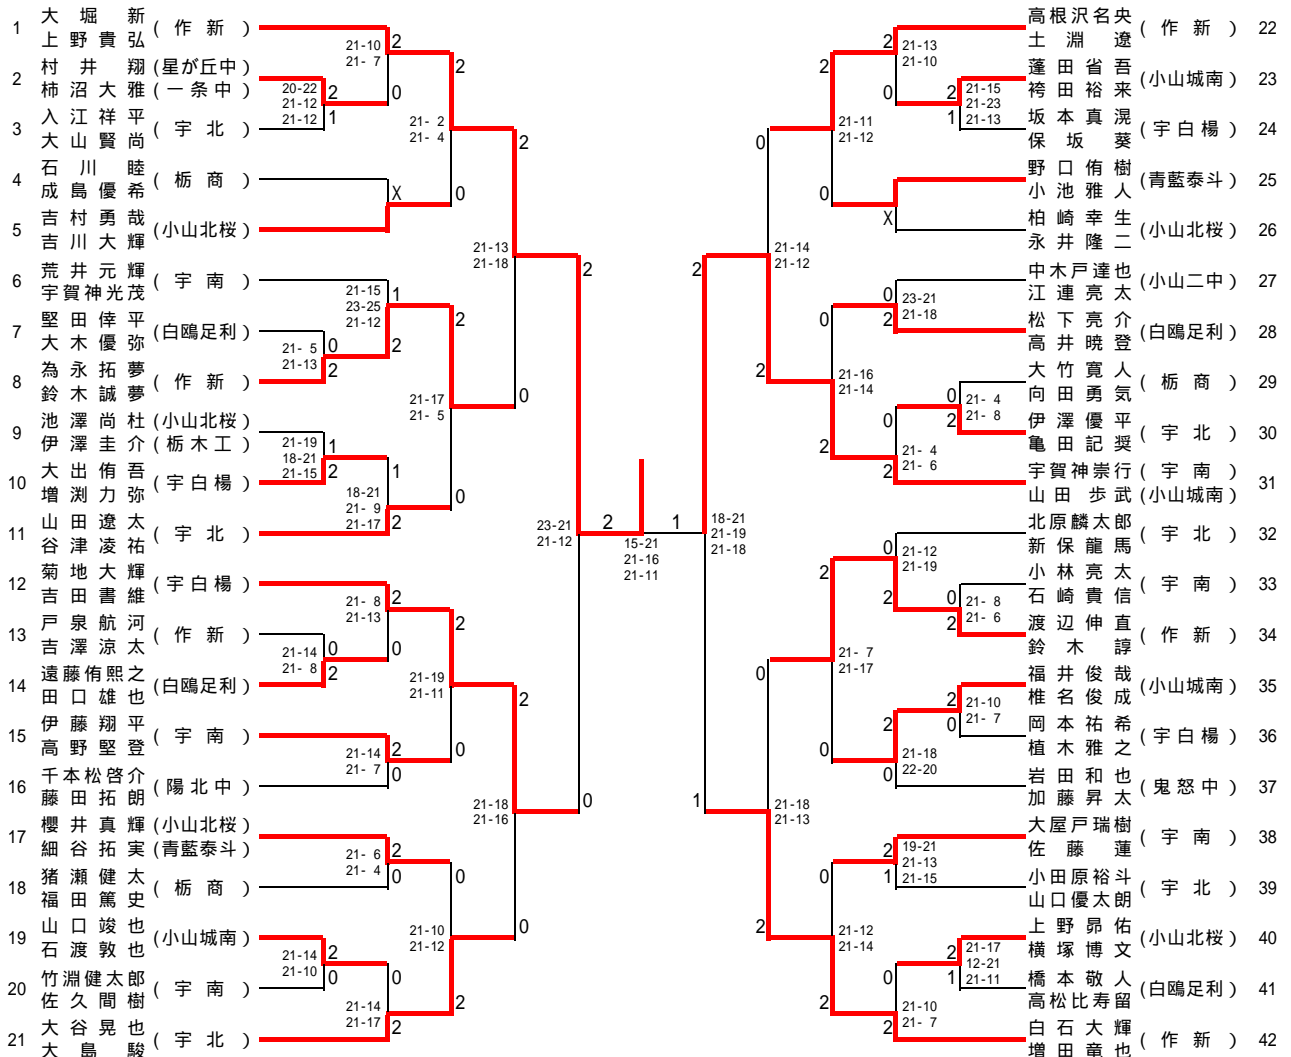 1 大堀新 (作新)
上野貴弘
2 村井翔 (星が丘中)
柿沼大雅 (一条中)
3 入江祥平 (宇北)
大山賢尚
4 石川睦 (栃商)
成島優希
5 吉村勇哉 (小山北桜)
吉川大輝
6 荒井元輝 (宇南)
宇賀神光茂
7 堅田倖平 (白鴎足利)
大木優弥
8 為永拓夢 (作新)
鈴木誠夢
9 池澤尚杜 (小山北桜)
伊澤圭介 (栃木工)
10 大出侑吾 (宇白楊)
増渕力弥
11 山田遼太 (宇北)
谷津凌祐
12 菊地大輝 (宇白楊)
吉田書維
13 戸泉航河 (作新)
吉澤涼太
14 遠藤侑熙之 (白鴎足利)
田口雄也
15 伊藤翔平 (宇南)
高野堅登
16 千本松啓介 (陽北中)
藤田拓朗
17 櫻井真輝 (小山北桜)
細谷拓実 (青藍泰斗)
18 猪瀬健太 (栃商)
福田篤史
19 山口竣也 (小山城南)
石渡敦也
20 竹淵健太郎 (宇南)
佐久間樹
21 大谷晃也 (宇北)
大島駿
20-22 2
21-12
21-12 1
21-5 0
21-13 2
21-19 1
18-21
21-15 2
21-14 0
21-8 2
21-14 2
21-10 0
21-10 2
21-7 0
X
21-15 1
23-25
21-12 2
18-21 1
21-9
21-17 2
21-8 2
21-13 0
21-14 2
21-7 0
21-6 2
21-4 0
21-14 0
21-17 2
21-2 2
21-4 0
21-17 2
21-5 0
21-19 2
21-11 0
21-10 0
21-12 2
21-13 2
21-18 0
21-18 2
21-16 0
23-21 2
21-12 0
2 1
15-21
21-16
21-11
18-21 2
21-19
21-18 1
21-14 0
21-12 2
21-18 0
21-13 2
21-11 2
21-12 0
21-16 0
21-14 2
21-7 2
21-17 0
21-12 0
21-14 2
2 21-13
0 21-10
X
0 23-21
2 21-18
0 21-4
2 21-6
0 21-12
2 21-19
2 21-18
0 22-20
2 19-21
21-13
1 21-15
0 21-10
2 21-7
2 21-15
21-23
1 21-13
0 21-4
2 21-8
0 21-8
2 21-6
2 21-10
0 21-7
2 21-17
12-21
1 21-11
高根沢名央 (作新) 22
土淵遼
蓬田省吾 (小山城南) 23
袴田裕来
坂本真滉 (宇白楊) 24
保坂葵
野口侑樹 (青藍泰斗) 25
小池雅人
柏崎幸生 (小山北桜) 26
永井隆二
中木戸達也 (小山二中) 27
江連亮太
松下亮介 (白鴎足利) 28
高井暁登
大竹寛人 (栃商) 29
向田勇気
伊澤優平 (宇北) 30
亀田記奨
宇賀神崇行 (宇南) 31
山田歩武 (小山城南)
北原麟太郎 (宇北) 32
新保龍馬
小林亮太 (宇南) 33
石崎貴信
渡辺伸直 (作新) 34
鈴木諄
福井俊哉 (小山城南) 35
椎名俊成
岡本祐希 (宇白楊) 36
植木雅之
岩田和也 (鬼怒中) 37
加藤昇太
大屋戸瑞樹 (宇南) 38
佐藤蓮
小田原裕斗 (宇北) 39
山口優太朗
上野昴佑 (小山北桜) 40
横塚博文
橋本敬人 (白鴎足利) 41
高松比寿留
白石大輝 (作新) 42
増田竜也